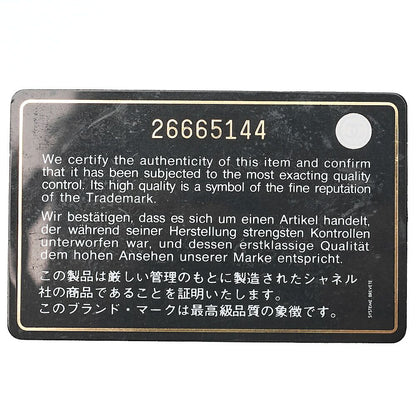 26665144
We certify the authenticity of this item and confirm
that it has been subjected to the most exacting quality
control. Its high quality is a symbol of the fine reputation
of the Trademark.
Wir bestätigen, dass es sich um einen Artikel handelt,
der während seiner Herstellung strengsten Kontrollen
unterworfen war, und dessen erstklassige Qualität
dem hohen Ansehen unserer Marke entspricht.
この製品は厳しい管理のもとに製造されたシャネル
社の商品であることを証明いたします。
このブランド・マークは最高級品質の象徴です。
SYSTEME BREVETE